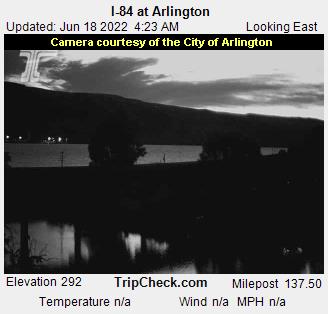 I-84 at Arlington
Updated: Jun 18 2022 4:23 AM Looking East
Camera courtesy of the City of Arlington
Elevation 292 TripCheck.com Milepost 137.50
Temperature n/a Wind n/a MPH n/a